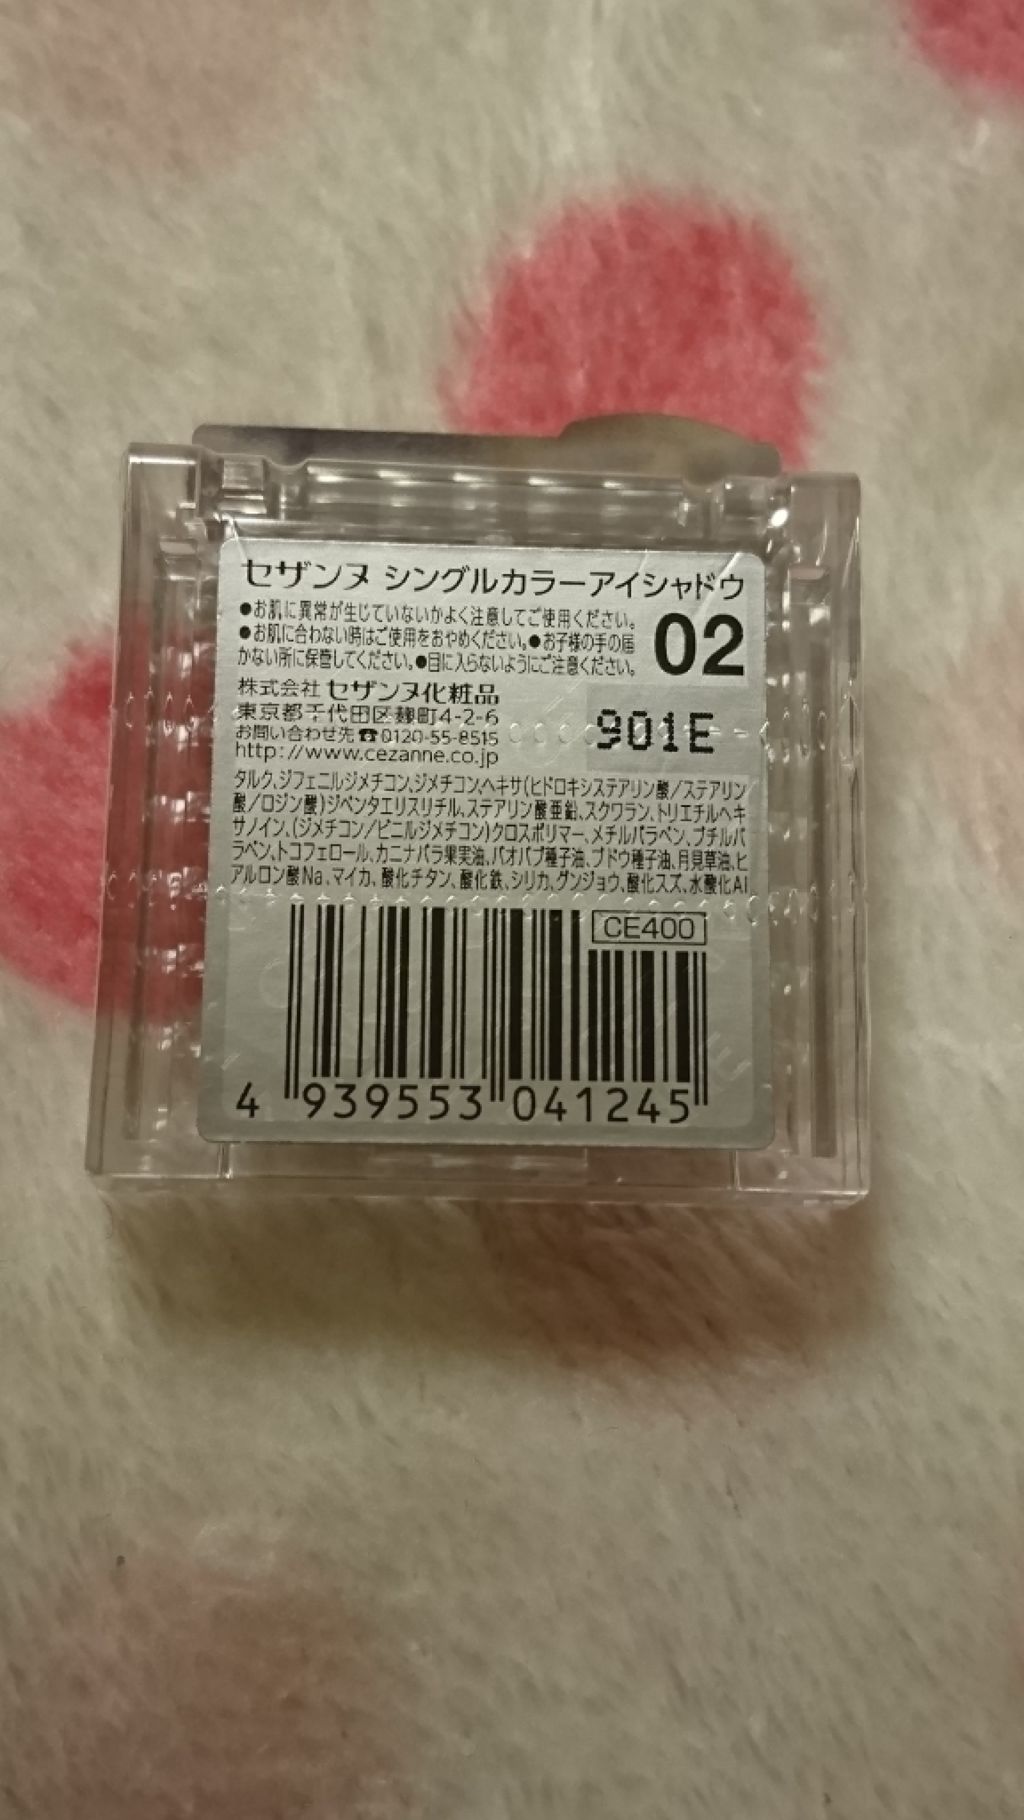 セザンヌ シングルカラーアイシャドウ
●お肌に異常が生じていないかよく注意してご使用ください。
●お肌に合わない時はご使用をおやめください。●お子様の手の届
かない所に保管してください。●目に入らないようにご注意ください。
02
株式会社 セザンヌ化粧品
東京都千代田区麹町4-2-6
お問い合わせ先☎0120-55-8515
http://www.cezanne.co.jp
901E
タルク、ジフェニルジメチコン、ジメチコン、ヘキサ(ヒドロキシステアリン酸/ステアリン
酸/ロジン酸)ジペンタエリスリチル、ステアリン酸亜鉛、スクワラン、トリエチルヘキ
サノイン、(ジメチコン/ビニルジメチコン)クロスポリマー、メチルパラベン、ブチルパ
ラベン、トコフェロール、カニナバラ果実油、バオバブ種子油、ブドウ種子油、月見草油、ヒ
アルロン酸Na、マイカ、酸化チタン、酸化鉄、シリカ、グンジョウ、酸化スズ、水酸化Al
CE400
4 939553 041245